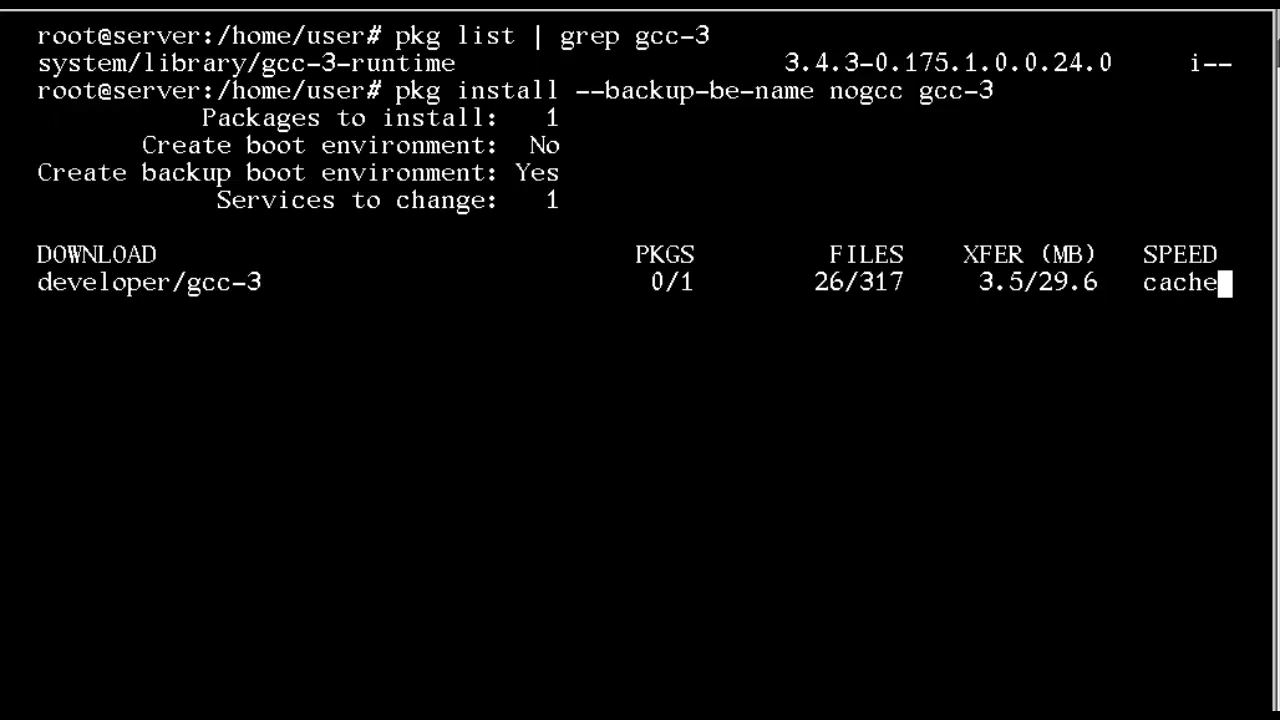 root@server:/home/user# pkg list | grep gcc-3
system/library/gcc-3-runtime 3.4.3-0.175.1.0.0.24.0 i--
root@server:/home/user# pkg install --backup-be-name nogcc gcc-3
Packages to install: 1
Create boot environment: No
Create backup boot environment: Yes
Services to change: 1
DOWNLOAD PKGS FILES XFER (MB) SPEED
developer/gcc-3 0/1 26/317 3.5/29.6 cache